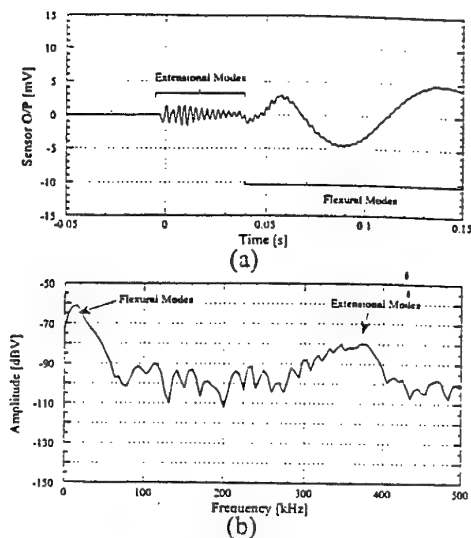 15
10
5
0
-5
-10
-15
Sensor O/P [mV]
Extensional Modes
Flexural Modes
-0.05
0
0.05
0.1
0.15
Time [s]
(a)
-50
-70
-90
-110
-130
-150
Amplitude [dBV]
Flexural Modes
Extensional Modes
0
100
200
300
400
500
Frequency [kHz]
(b)